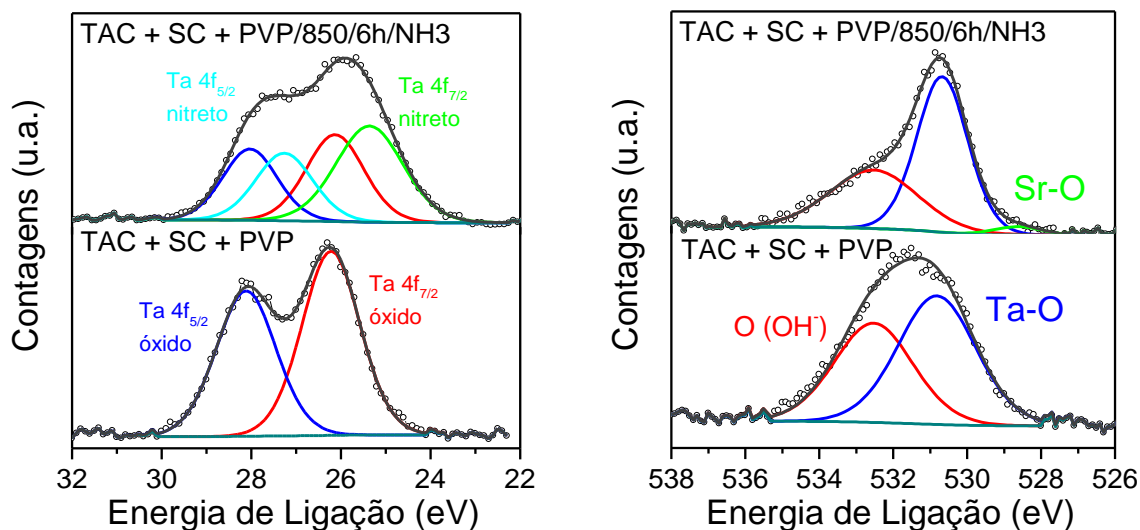 TAC + SC + PVP/850/6h/NH3
Ta 4f5/2
nitreto
Ta 4f7/2
nitreto
TAC + SC + PVP
Ta 4f5/2
óxido
Ta 4f7/2
óxido
Contagens (u.a.)
32 30 28 26 24 22
Energia de Ligação (eV)
TAC + SC + PVP/850/6h/NH3
Sr-O
TAC + SC + PVP
O (OH-)
Ta-O
Contagens (u.a.)
538 536 534 532 530 528 526
Energia de Ligação (eV)